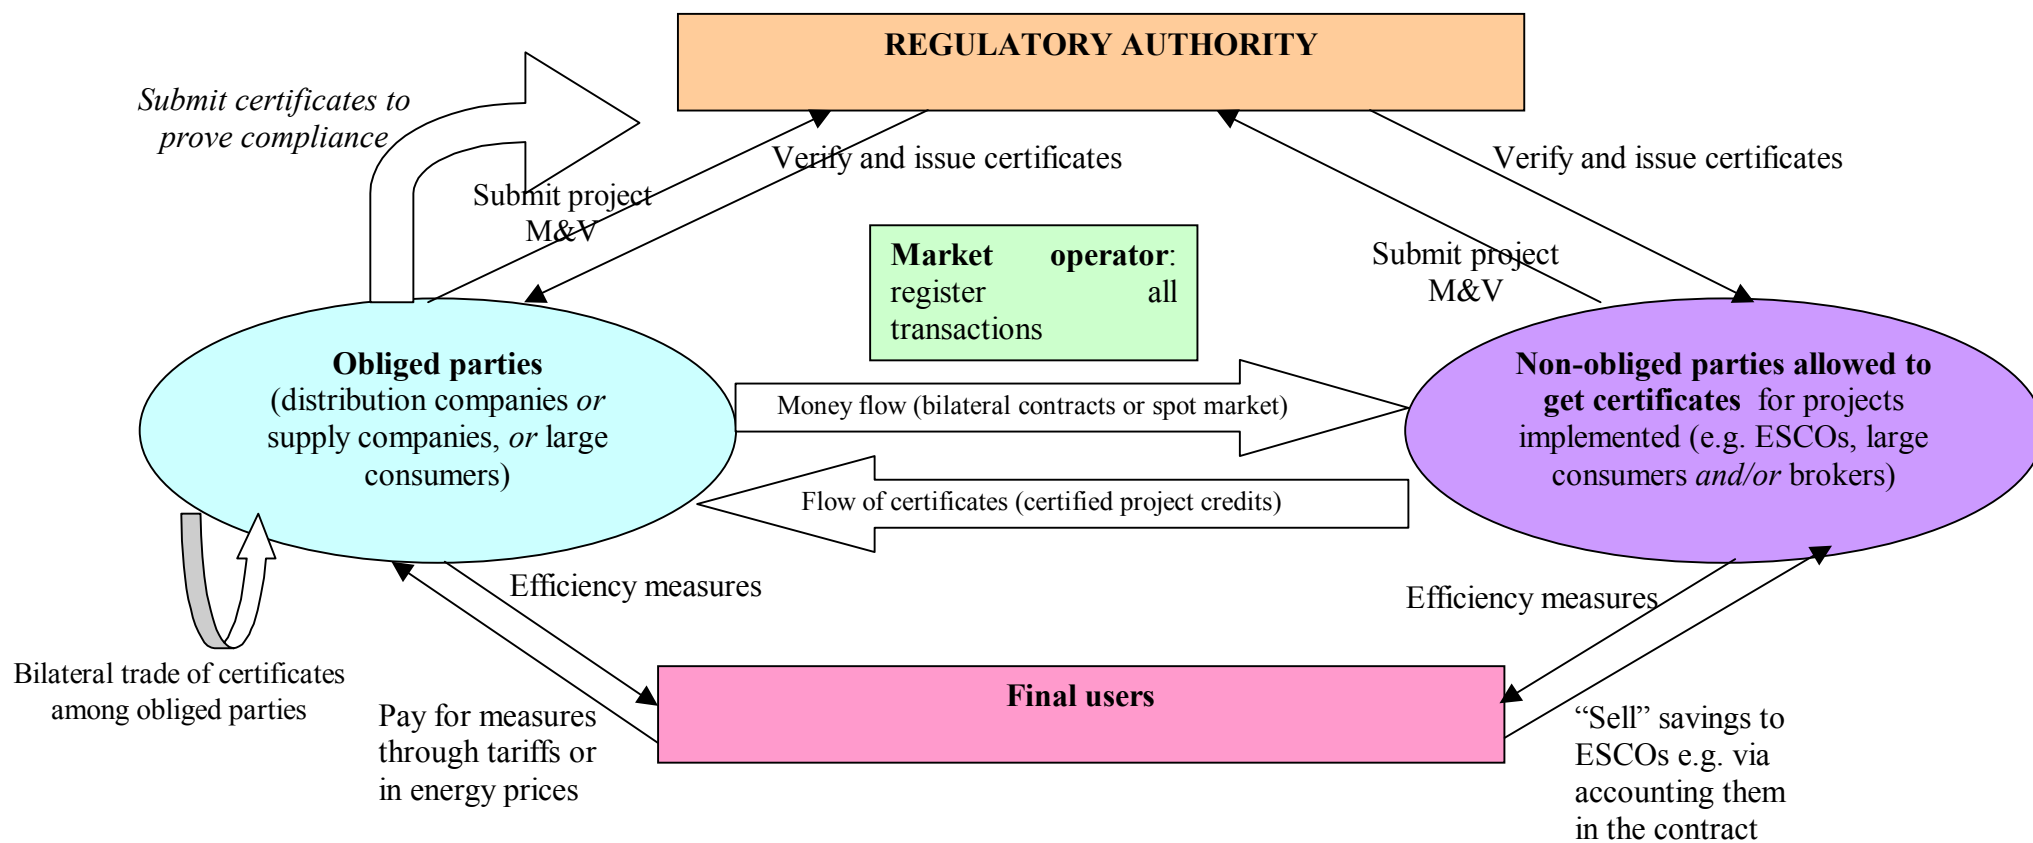 REGULATORY AUTHORITY
Submit certificates to
prove compliance
Verify and issue certificates
Verify and issue certificates
Submit project
M&V
Market operator:
register all
transactions
Submit project
M&V
Obliged parties
(distribution companies or
supply companies, or large
consumers)
Money flow (bilateral contracts or spot market)
Flow of certificates (certified project credits)
Non-obliged parties allowed to
get certificates for projects
implemented (e.g. ESCOs, large
consumers and/or brokers)
Efficiency measures
Efficiency measures
Bilateral trade of certificates
among obliged parties
Final users
Pay for measures
through tariffs or
in energy prices
“Sell” savings to
ESCOs e.g. via
accounting them
in the contract